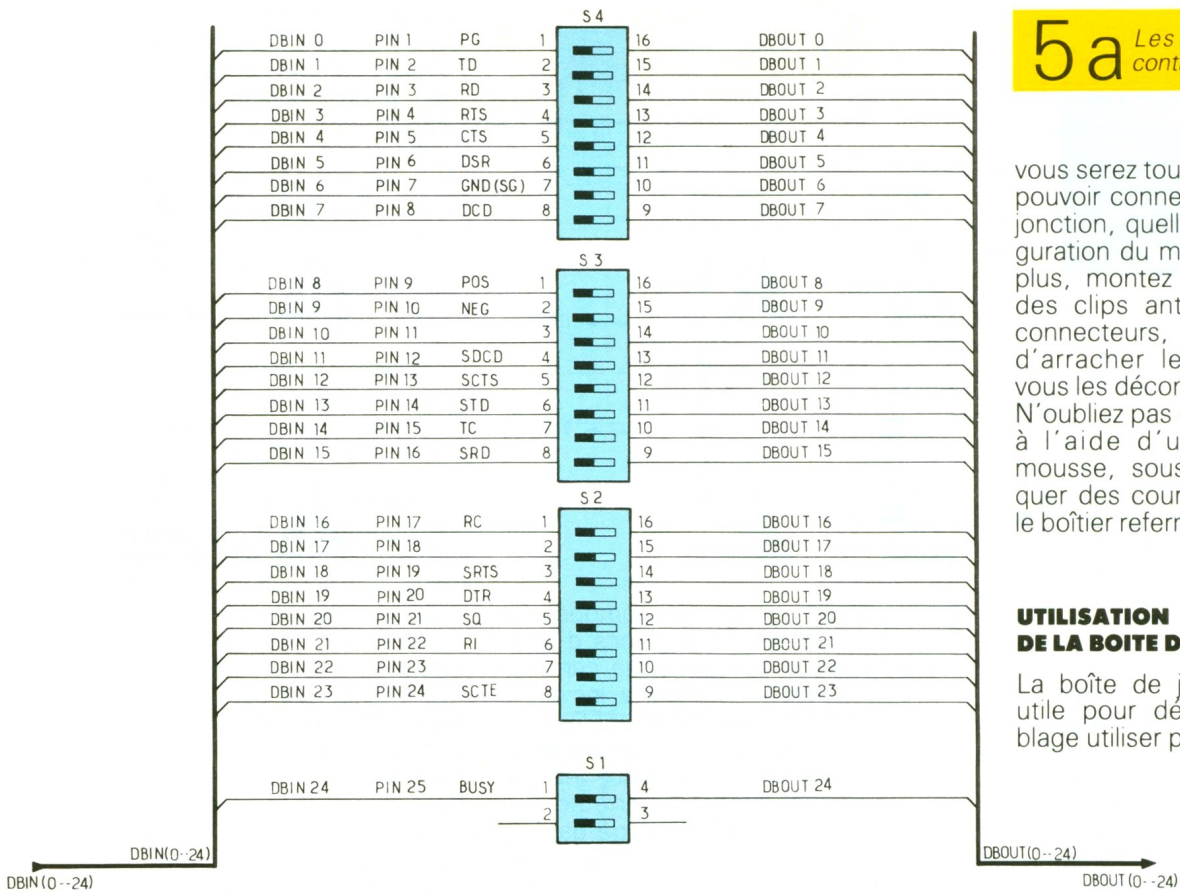 S 4
DBIN 0 PIN 1 PG 1 16 DBOUT 0
DBIN 1 PIN 2 TD 2 15 DBOUT 1
DBIN 2 PIN 3 RD 3 14 DBOUT 2
DBIN 3 PIN 4 RTS 4 13 DBOUT 3
DBIN 4 PIN 5 CTS 5 12 DBOUT 4
DBIN 5 PIN 6 DSR 6 11 DBOUT 5
DBIN 6 PIN 7 GND (SG) 7 10 DBOUT 6
DBIN 7 PIN 8 DCD 8 9 DBOUT 7
S 3
DBIN 8 PIN 9 POS 1 16 DBOUT 8
DBIN 9 PIN 10 NEG 2 15 DBOUT 9
DBIN 10 PIN 11 3 14 DBOUT 10
DBIN 11 PIN 12 SDCD 4 13 DBOUT 11
DBIN 12 PIN 13 SCTS 5 12 DBOUT 12
DBIN 13 PIN 14 STD 6 11 DBOUT 13
DBIN 14 PIN 15 TC 7 10 DBOUT 14
DBIN 15 PIN 16 SRD 8 9 DBOUT 15
S 2
DBIN 16 PIN 17 RC 1 16 DBOUT 16
DBIN 17 PIN 18 2 15 DBOUT 17
DBIN 18 PIN 19 SRTS 3 14 DBOUT 18
DBIN 19 PIN 20 DTR 4 13 DBOUT 19
DBIN 20 PIN 21 SQ 5 12 DBOUT 20
DBIN 21 PIN 22 RI 6 11 DBOUT 21
DBIN 22 PIN 23 7 10 DBOUT 22
DBIN 23 PIN 24 SCTE 8 9 DBOUT 23
S 1
DBIN 24 PIN 25 BUSY 1 4 DBOUT 24
2 3
DBIN(0--24)
DBIN(0--24)
DBOUT(0--24)
DBOUT(0--24)
5 a Les
cont
vous serez tou
pouvoir conne
jonction, quell
guration du m
plus, montez
des clips ant
connecteurs,
d'arracher le
vous les décor
N'oubliez pas
à l'aide d'u
mousse, sous
quer des cour
le boîtier referr
UTILISATION
DE LA BOITE D
La boîte de j
utile pour dé
blage utiliser p